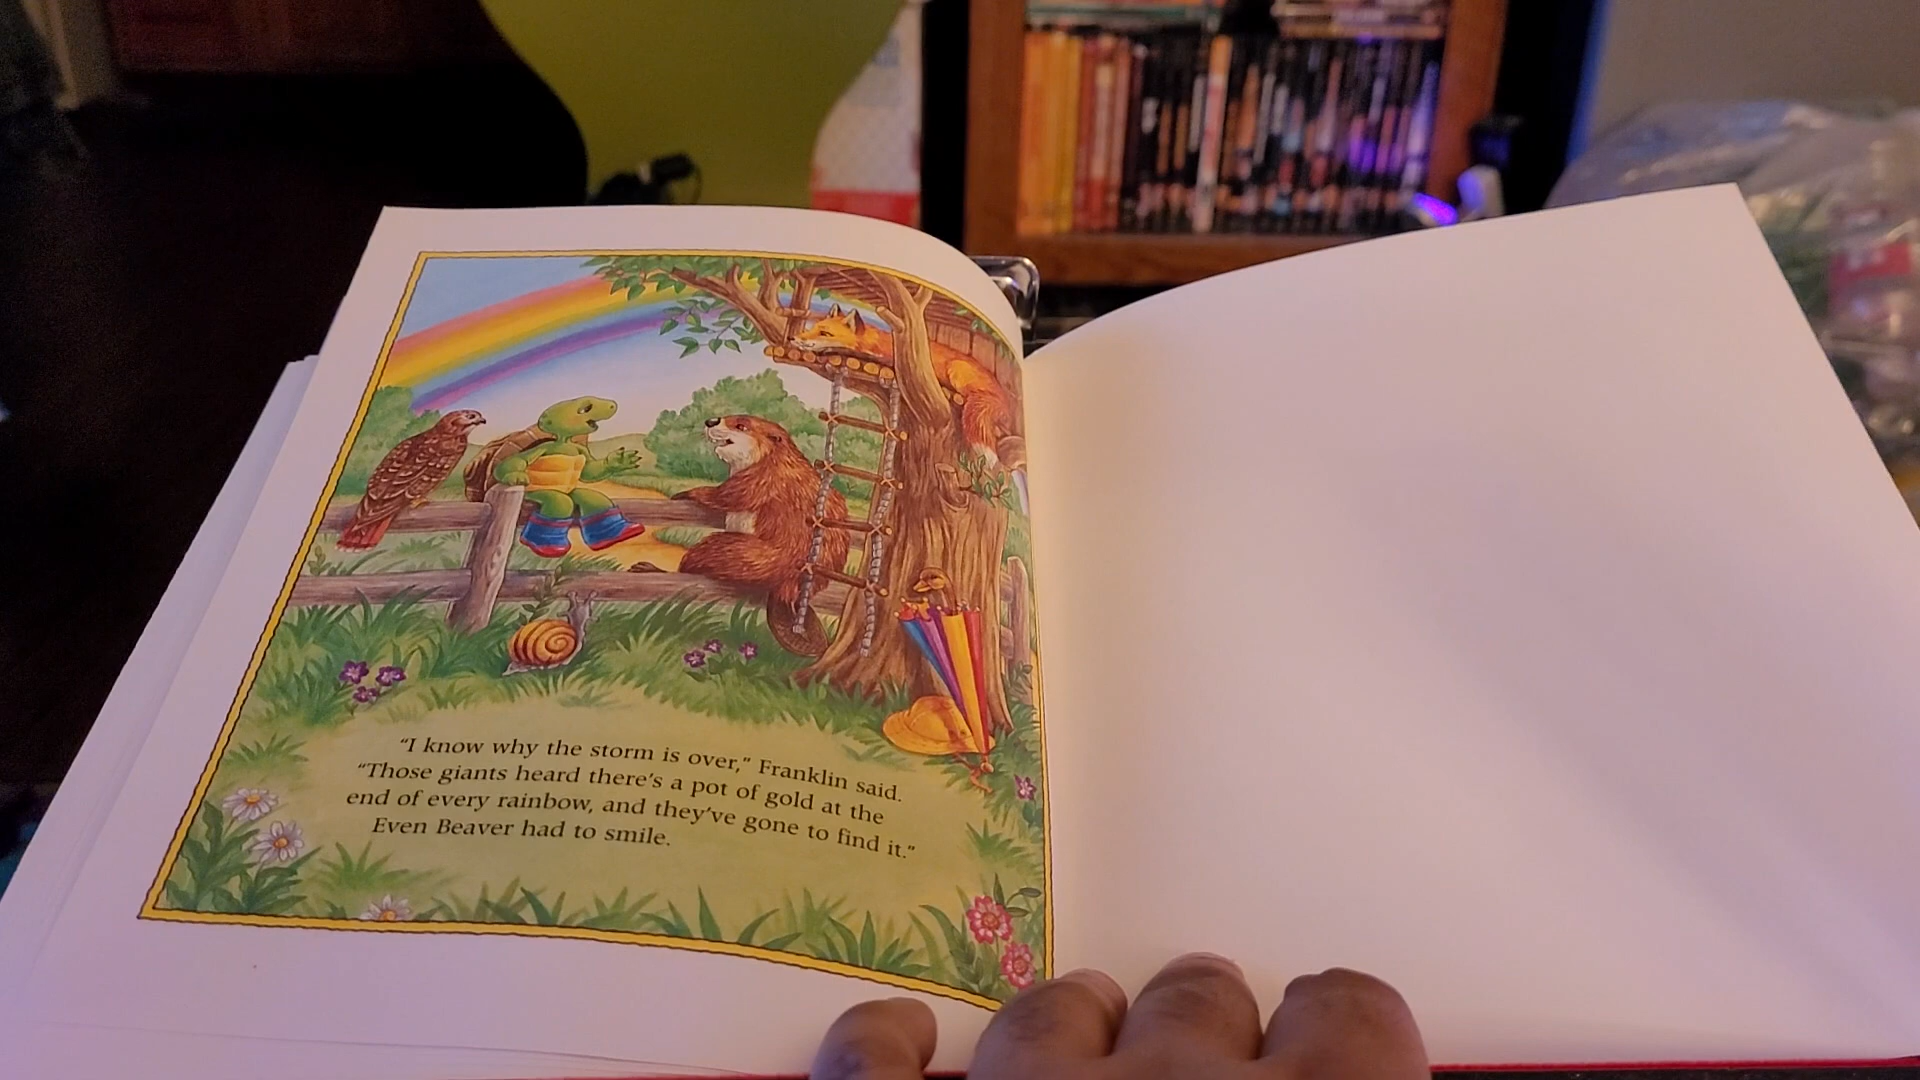 “I know why the storm is over,” Franklin said.
“Those giants heard there’s a pot of gold at the
end of every rainbow, and they’ve gone to find it.”
Even Beaver had to smile.